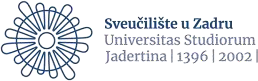 Sveučilište u Zadru
Universitas Studiorum
Jadertina | 1396 | 2002 |